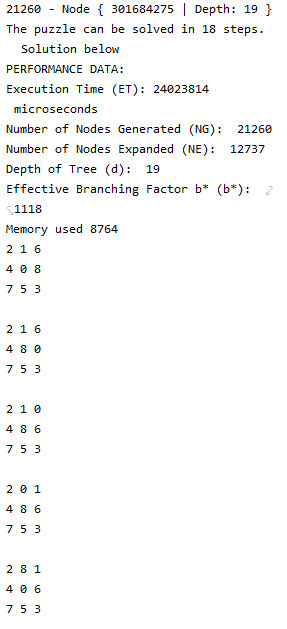 21260 - Node { 301684275 | Depth: 19 }
The puzzle can be solved in 18 steps.
Solution below
PERFORMANCE DATA:
Execution Time (ET): 24023814
microseconds
Number of Nodes Generated (NG):  21260
Number of Nodes Expanded (NE):  12737
Depth of Tree (d):  19
Effective Branching Factor b* (b*):
1118
Memory used 8764
2 1 6
4 0 8
7 5 3
2 1 6
4 8 0
7 5 3
2 1 0
4 8 6
7 5 3
2 0 1
4 8 6
7 5 3
2 8 1
4 0 6
7 5 3